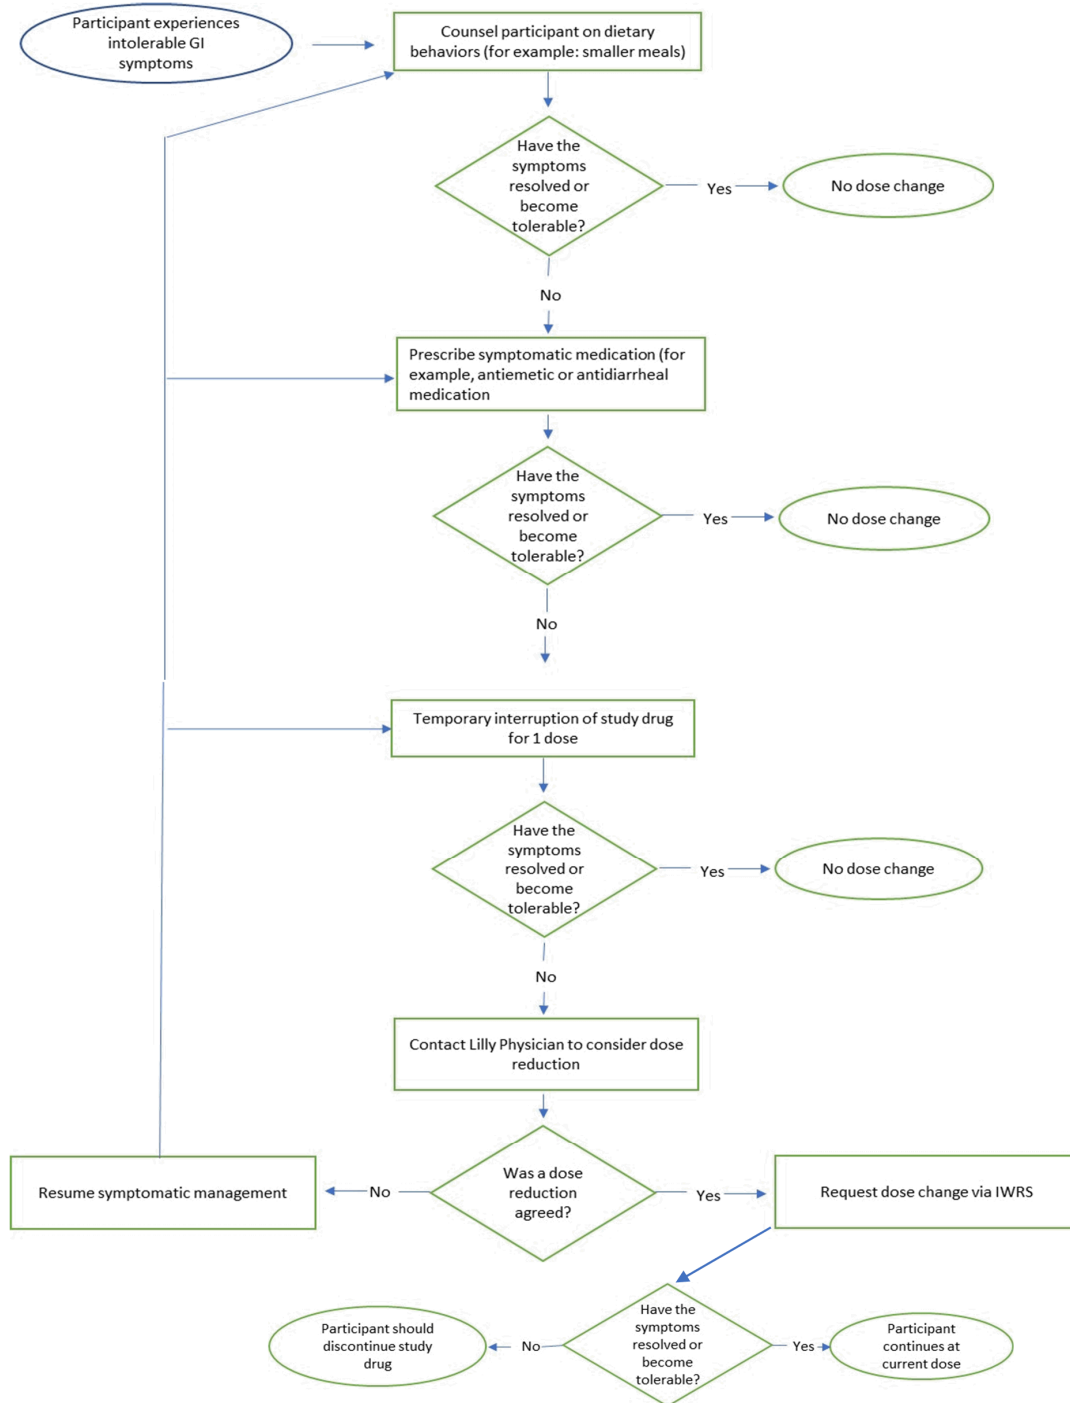 Participant experiences
intolerable GI
symptoms
Counsel participant on dietary
behaviors (for example: smaller meals)
Have the
symptoms
resolved or
become
tolerable?
Yes
No dose change
No
Prescribe symptomatic medication (for
example, antiemetic or antidiarrheal
medication
Have the
symptoms
resolved or
become
tolerable?
Yes
No dose change
No
Temporary interruption of study drug
for 1 dose
Have the
symptoms
resolved or
become
tolerable?
Yes
No dose change
No
Contact Lilly Physician to consider dose
reduction
Resume symptomatic management
No
Was a dose
reduction
agreed?
Yes
Request dose change via IWRS
Participant should
discontinue study
drug
No
Have the
symptoms
resolved or
become
tolerable?
Yes
Participant
continues at
current dose